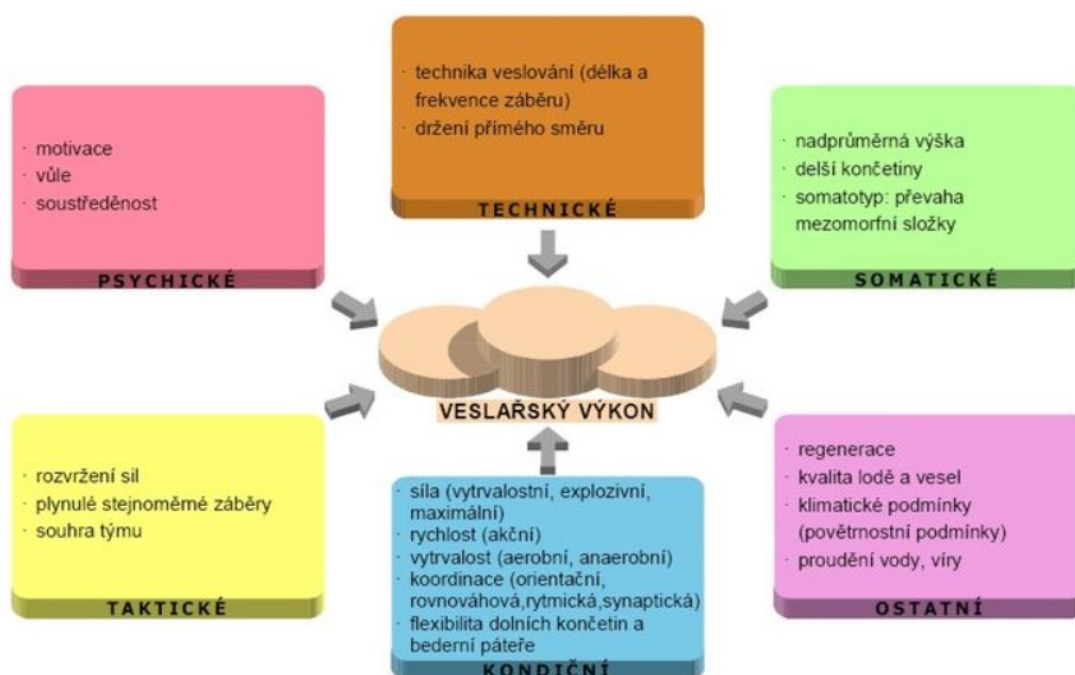 · motivace
· vůle
· soustředěnost
PSYCHICKÉ
· technika veslování (délka a
frekvence záběru)
· držení přímého směru
TECHNICKÉ
· nadprůměrná výška
· delší končetiny
· somatotyp: převaha
mezomorfní složky
SOMATICKÉ
VESLAŘSKÝ VÝKON
· rozvržení sil
· plynulé stejnoměrné záběry
· souhra týmu
TAKTICKÉ
· síla (vytrvalostní, explozivní,
maximální)
· rychlost (akční)
· vytrvalost (aerobní, anaerobní)
· koordinace (orientační,
rovnováhová,rytmická,synaptická)
· flexibilita dolních končetin a
bederní páteře
KONDIČNÍ
· regenerace
· kvalita lodě a vesel
· klimatické podmínky
(povětrnostní podmínky)
· proudění vody, víry
OSTATNÍ